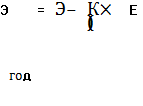 Э = Э – К × Е
год